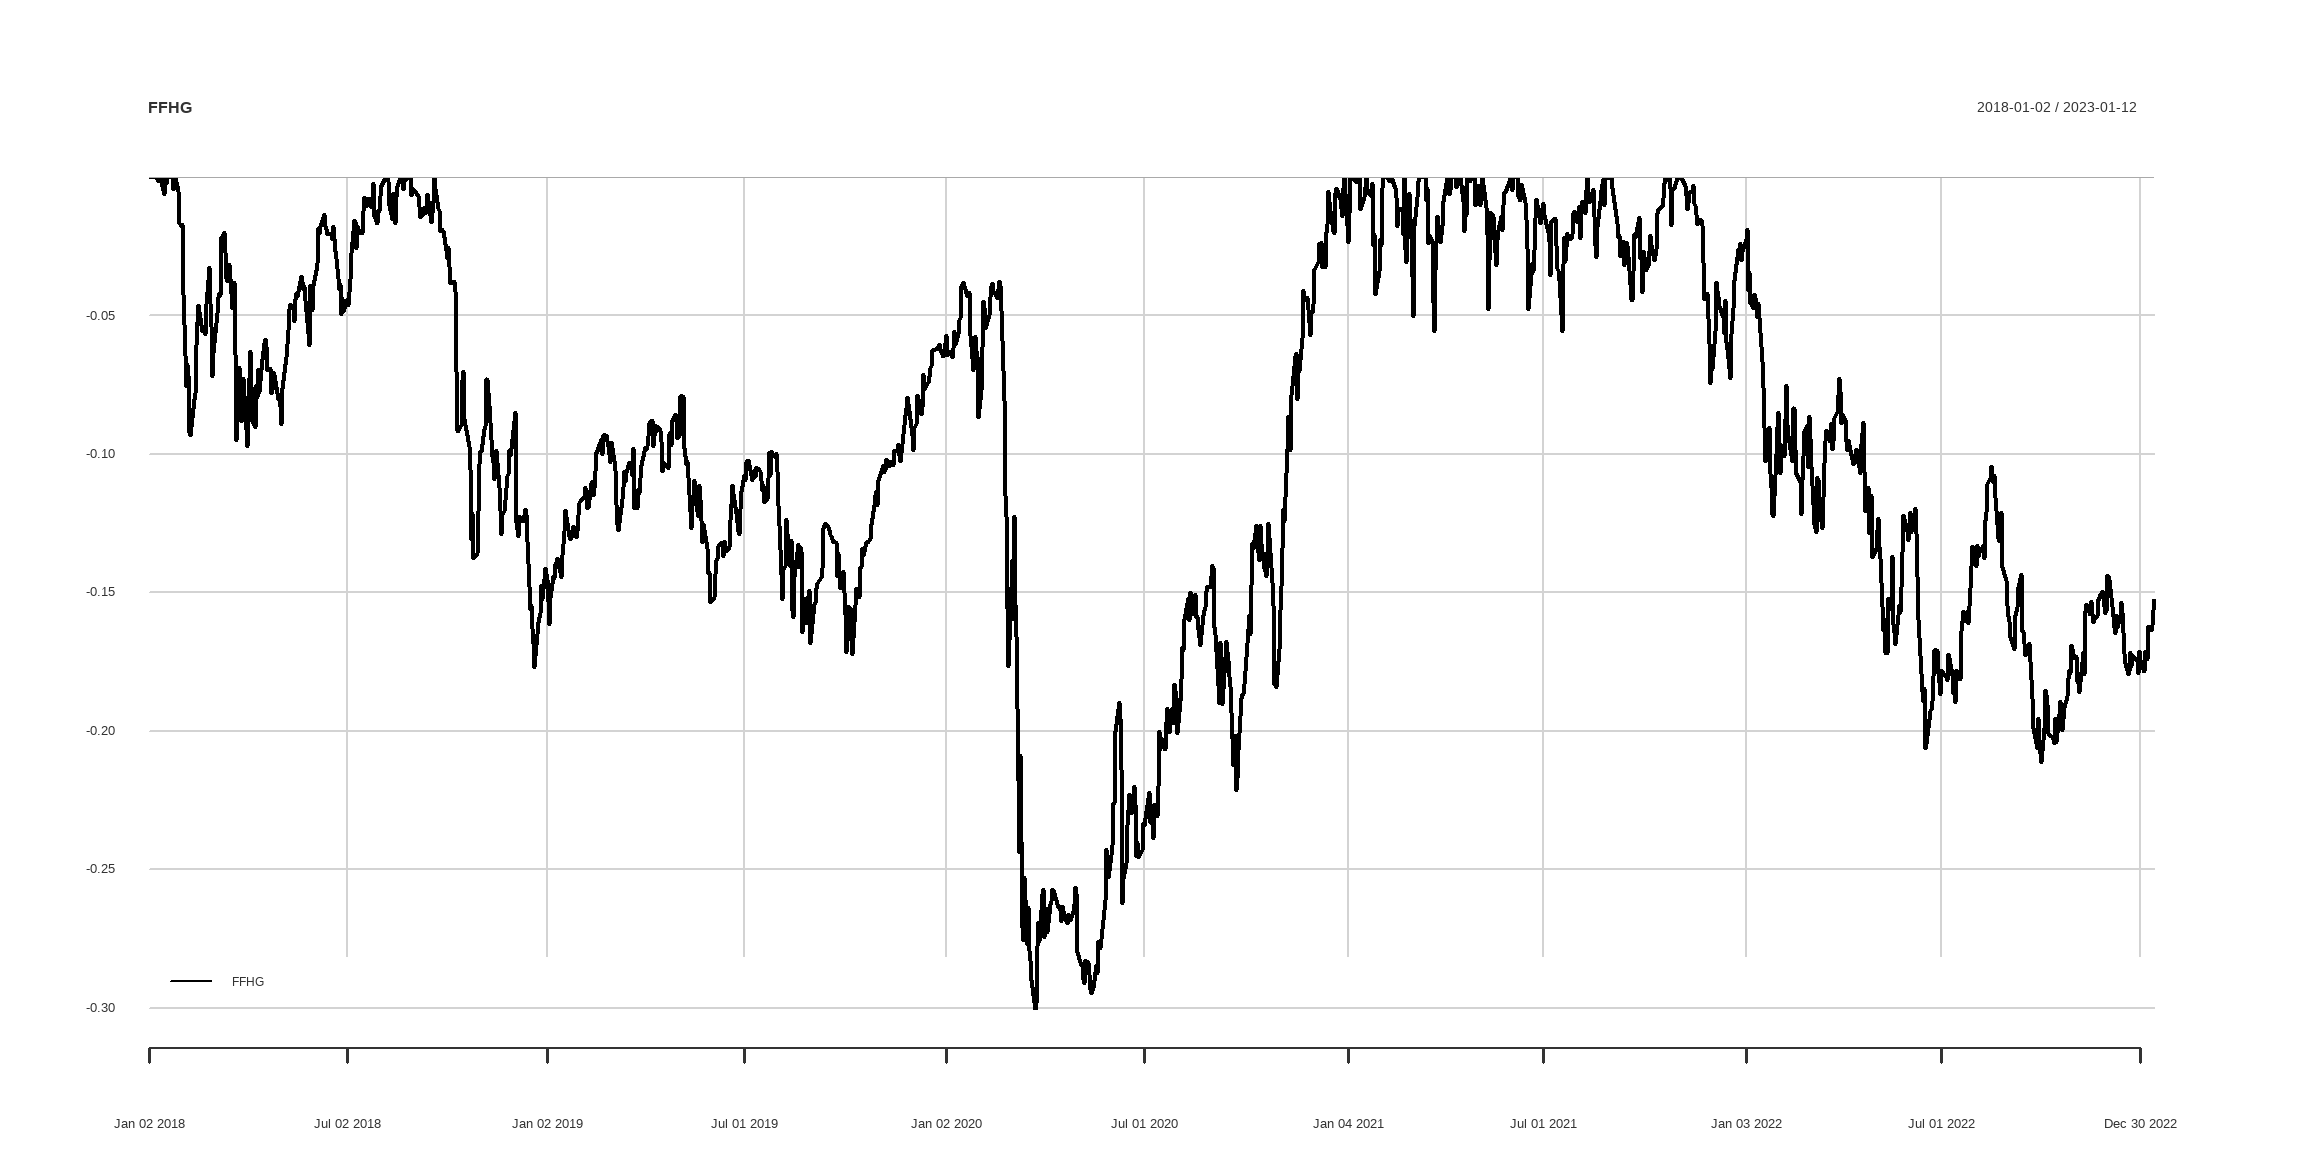 FFHG
2018-01-02 / 2023-01-12
-0.05
-0.10
-0.15
-0.20
-0.25
FFHG
-0.30
Jan 02 2018
Jul 02 2018
Jan 02 2019
Jul 01 2019
Jan 02 2020
Jul 01 2020
Jan 04 2021
Jul 01 2021
Jan 03 2022
Jul 01 2022
Dec 30 2022